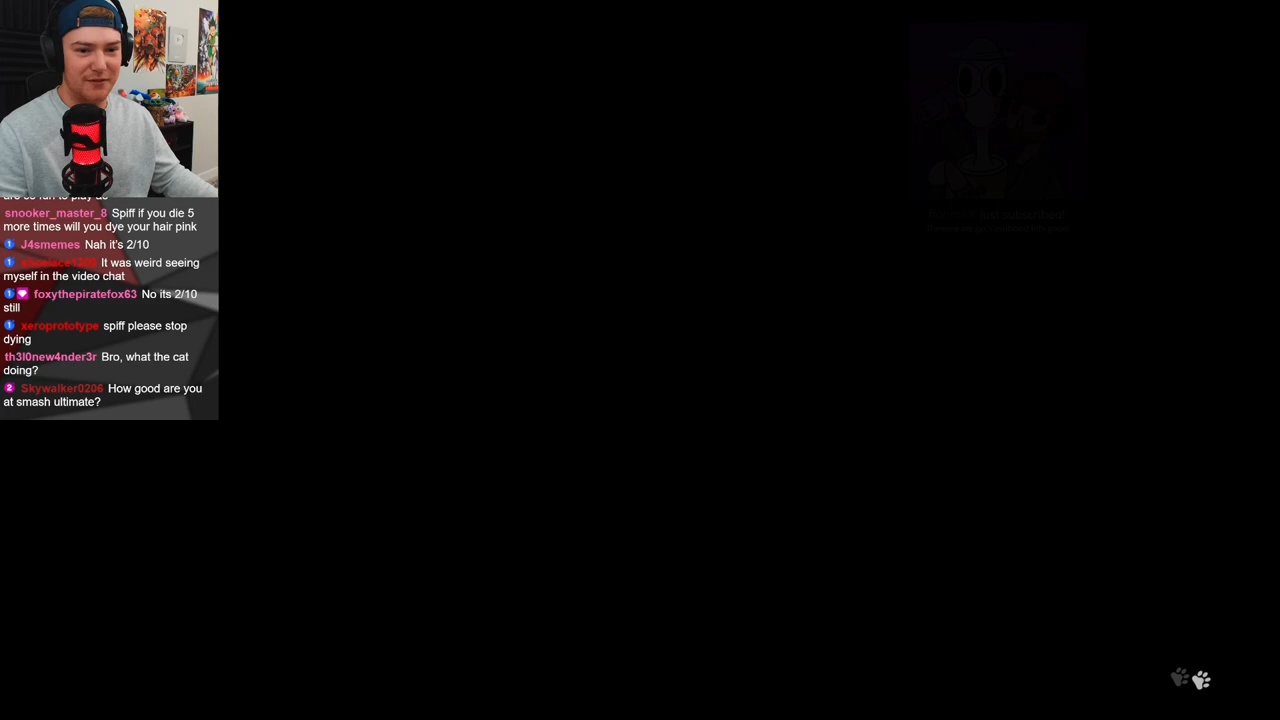 snooker_master_8 Spiff if you die 5
more times will you dye your hair pink
J4smemes Nah it's 2/10
It was weird seeing
myself in the video chat
foxythepiratefox63 No its 2/10
still
xeroprototype spiff please stop
dying
th3l0new4nder3r Bro, what the cat
doing?
Skywalker0206 How good are you
at smash ultimate?
just subscribed!